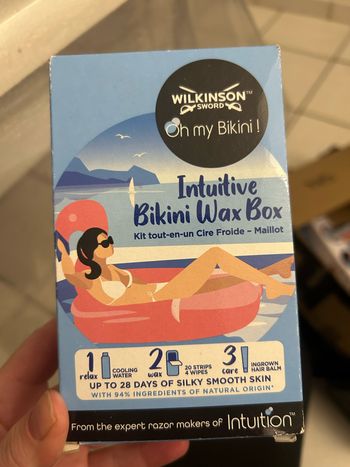 WILKINSON™
SWORD
Oh my Bikini !
Intuitive
Bikini Wax Box
Kit tout-en-un Cire Froide – Maillot
1 relax COOLING WATER
2 wax 20 STRIPS 4 WIPES
3 care INGROWN HAIR BALM
UP TO 28 DAYS OF SILKY SMOOTH SKIN
WITH 94% INGREDIENTS OF NATURAL ORIGIN*
From the expert razor makers of Intuition™